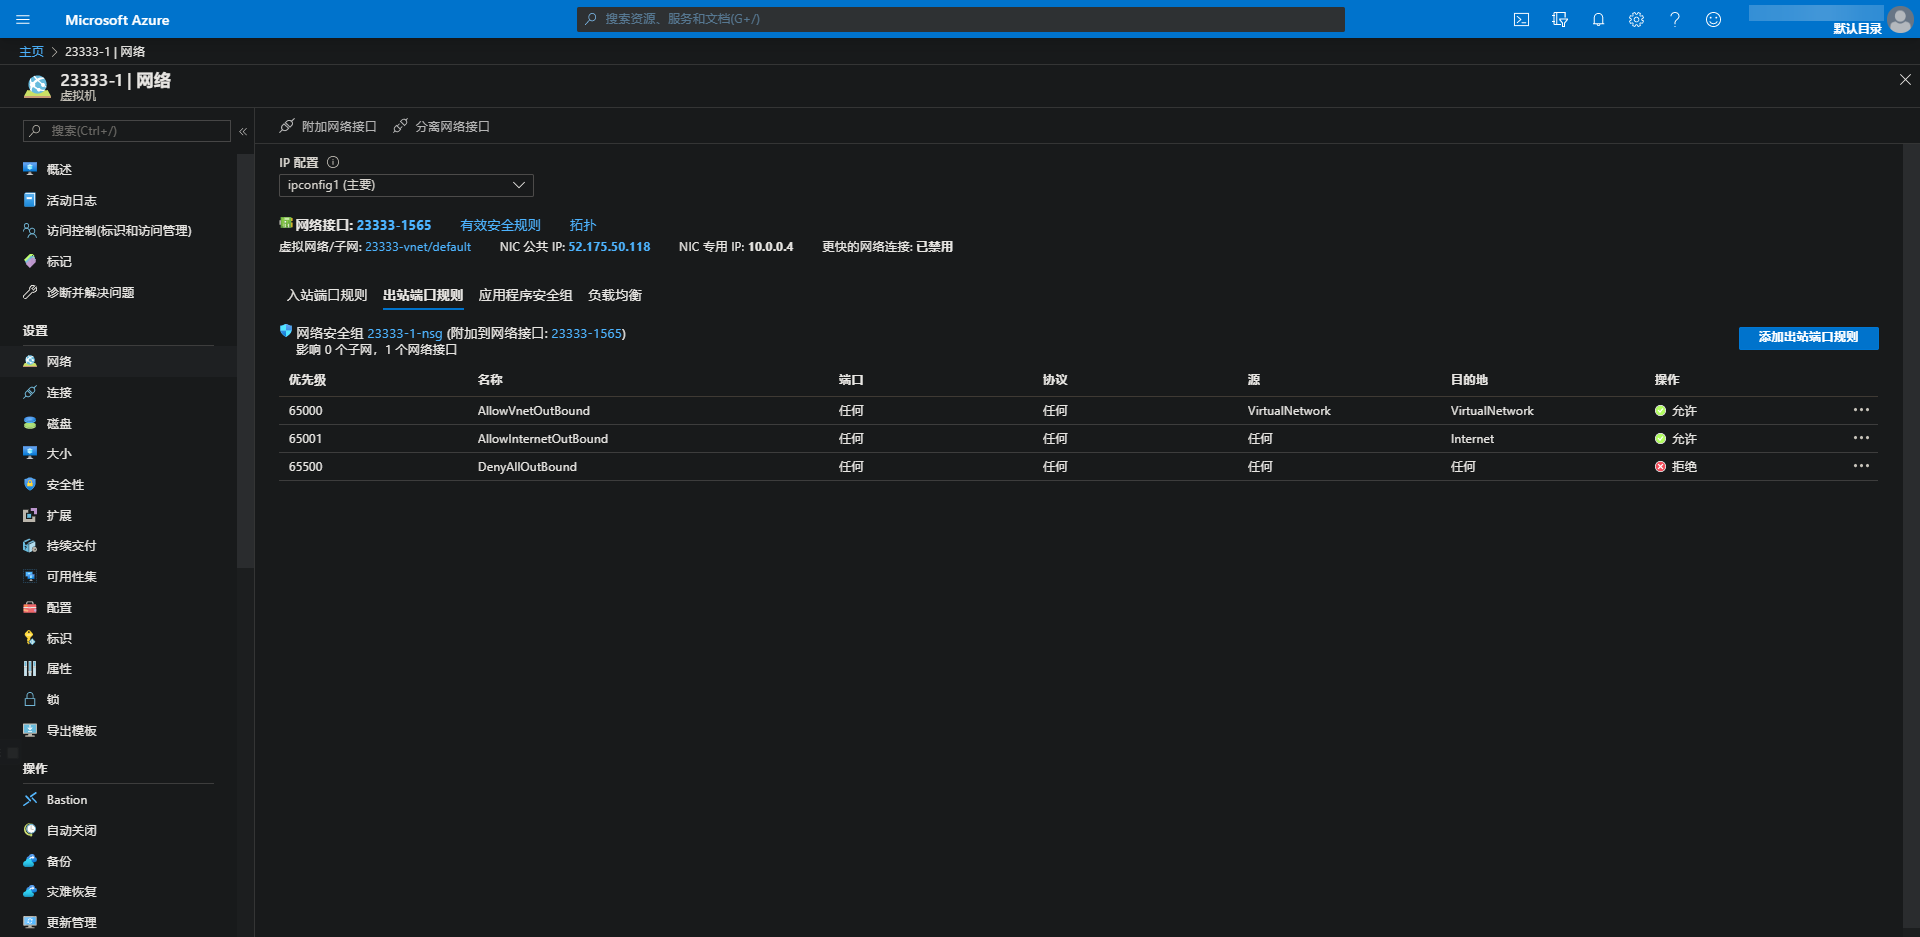 Microsoft Azure
搜索资源、服务和文档(G+/)
默认目录
主页 > 23333-1 | 网络
23333-1 | 网络
虚拟机
搜索(Ctrl+/)
概述
活动日志
访问控制(标识和访问管理)
标记
诊断并解决问题
设置
网络
连接
磁盘
大小
安全性
扩展
持续交付
可用性集
配置
标识
属性
锁
导出模板
操作
Bastion
自动关闭
备份
灾难恢复
更新管理
附加网络接口 分离网络接口
IP 配置
ipconfig1 (主要)
网络接口: 23333-1565 有效安全规则 拓扑
虚拟网络/子网: 23333-vnet/default NIC 公共 IP: 52.175.50.118 NIC 专用 IP: 10.0.0.4 更快的网络连接: 已禁用
入站端口规则 出站端口规则 应用程序安全组 负载均衡
网络安全组 23333-1-nsg (附加到网络接口: 23333-1565)
影响 0 个子网，1 个网络接口
添加出站端口规则
优先级 名称 端口 协议 源 目的地 操作
65000 AllowVnetOutBound 任何 任何 VirtualNetwork VirtualNetwork 允许
65001 AllowInternetOutBound 任何 任何 任何 Internet 允许
65500 DenyAllOutBound 任何 任何 任何 任何 拒绝